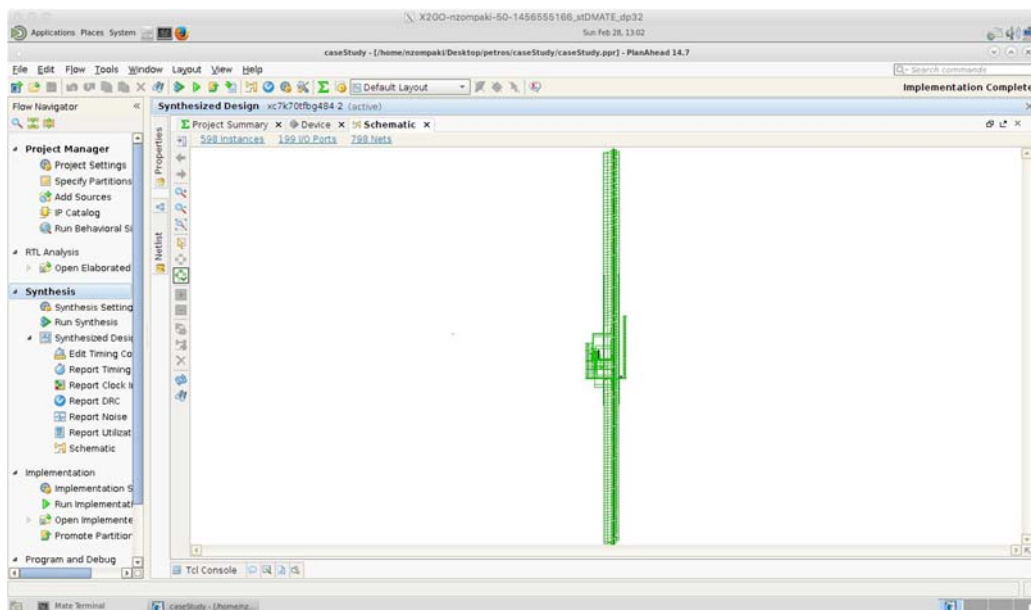 X2GO-nzompaki-50-1456555166_stDMATE_dp32
Applications Places System
Sun Feb 28, 13:02
caseStudy - [/home/nzompaki/Desktop/petros/caseStudy/caseStudy.ppr] - PlanAhead 14.7
File Edit Flow Tools Window Layout View Help
Search commands
Default Layout
Implementation Complete
Flow Navigator
Synthesized Design xc7k70tfbg484-2 (active)
Project Summary
Device
Schematic
598 Instances 199 I/O Ports 798 Nets
Properties
Netlist
Project Manager
Project Settings
Specify Partitions
Add Sources
IP Catalog
Run Behavioral Si
RTL Analysis
Open Elaborated
Synthesis
Synthesis Setting
Run Synthesis
Synthesized Desi
Edit Timing Co
Report Timing
Report Clock I
Report DRC
Report Noise
Report Utilizat
Schematic
Implementation
Implementation S
Run Implementati
Open Implemente
Promote Partition
Program and Debug
Tcl Console
Mate Terminal
caseStudy - [/home/nz...